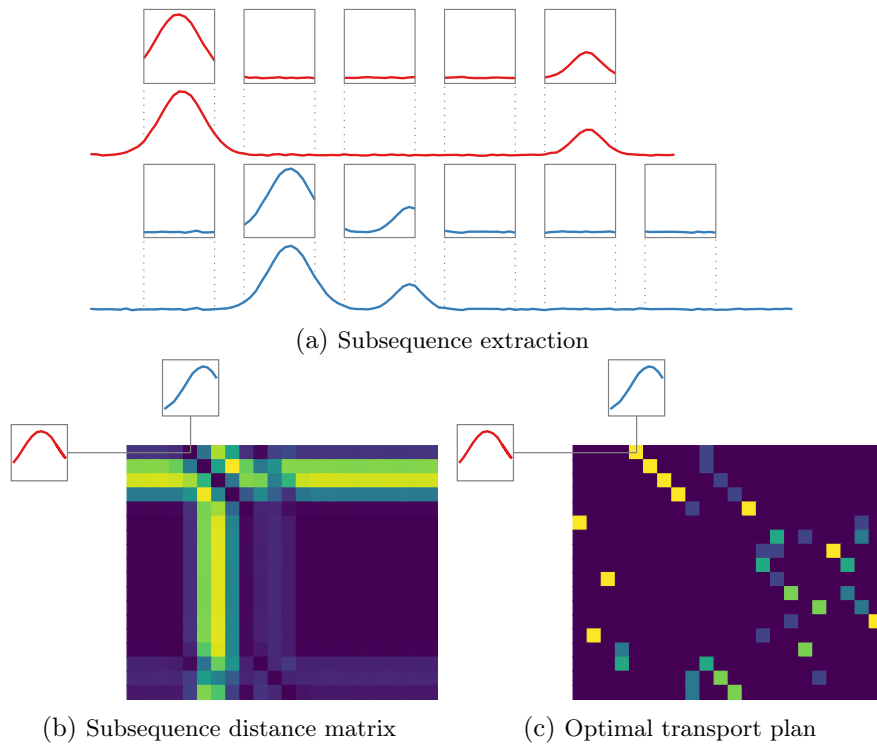 (a) Subsequence extraction
(b) Subsequence distance matrix
(c) Optimal transport plan